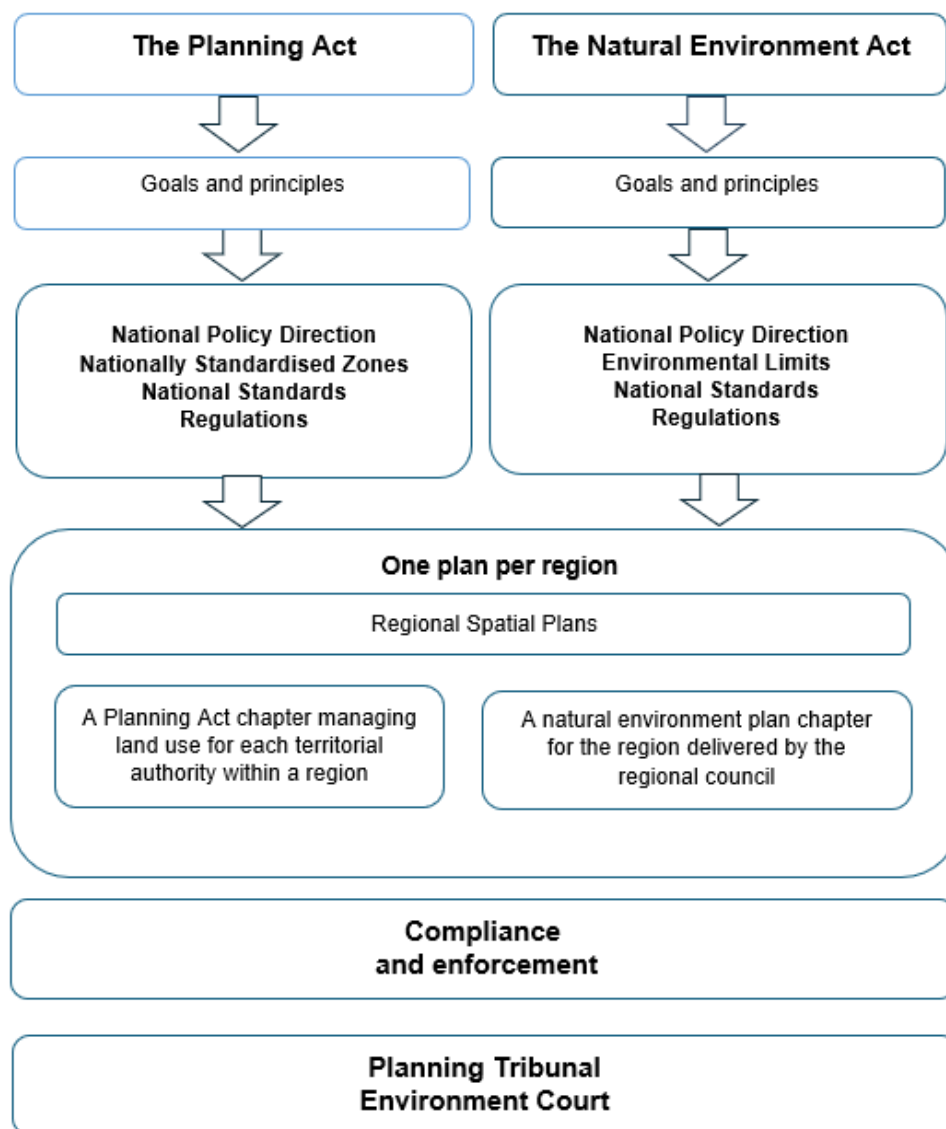 The Planning Act
The Natural Environment Act
Goals and principles
Goals and principles
National Policy Direction
Nationally Standardised Zones
National Standards
Regulations
National Policy Direction
Environmental Limits
National Standards
Regulations
One plan per region
Regional Spatial Plans
A Planning Act chapter managing
land use for each territorial
authority within a region
A natural environment plan chapter
for the region delivered by the
regional council
Compliance
and enforcement
Planning Tribunal
Environment Court